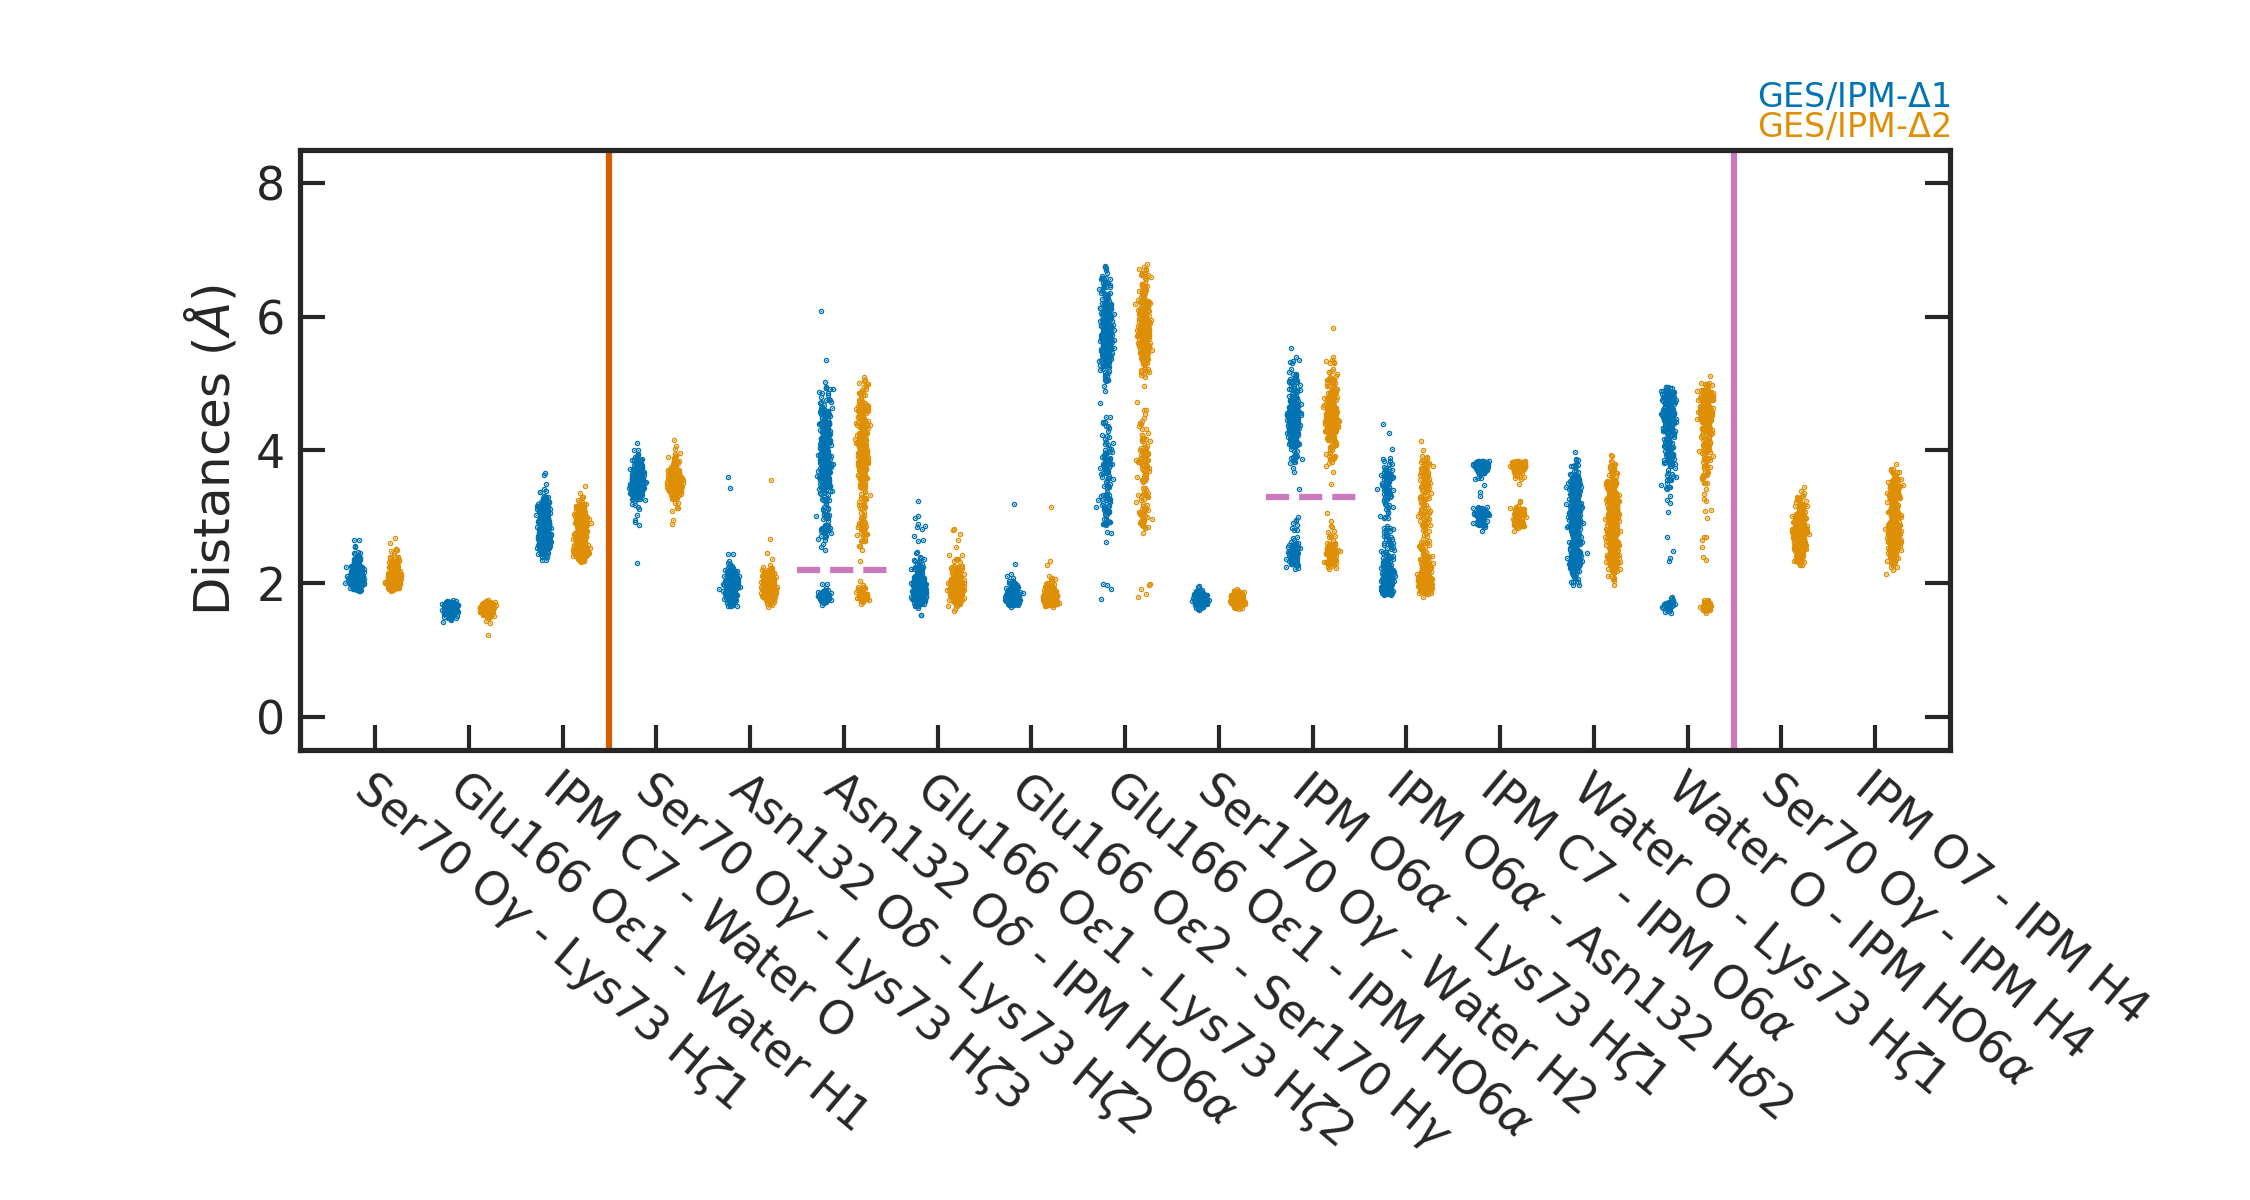 GES/IPM-Δ1
GES/IPM-Δ2
Distances (Å)
8
6
4
2
0
Ser70 Oγ - Lys73 Hζ1
Glu166 Oε1 - Water H1
IPM C7 - Water O
Ser70 Oγ - Lys73 Hζ3
Asn132 Oδ - Lys73 Hζ2
Asn132 Oδ - IPM HO6α
Glu166 Oε1 - Lys73 Hζ2
Glu166 Oε2 - Ser170 Hγ
Glu166 Oε1 - IPM HO6α
Ser170 Oγ - Water H2
IPM O6α - Lys73 Hζ1
IPM O6α - Asn132 Hδ2
IPM C7 - IPM O6α
Water O - Lys73 Hζ1
Water O - IPM HO6α
Ser70 Oγ - IPM H4
IPM O7 - IPM H4